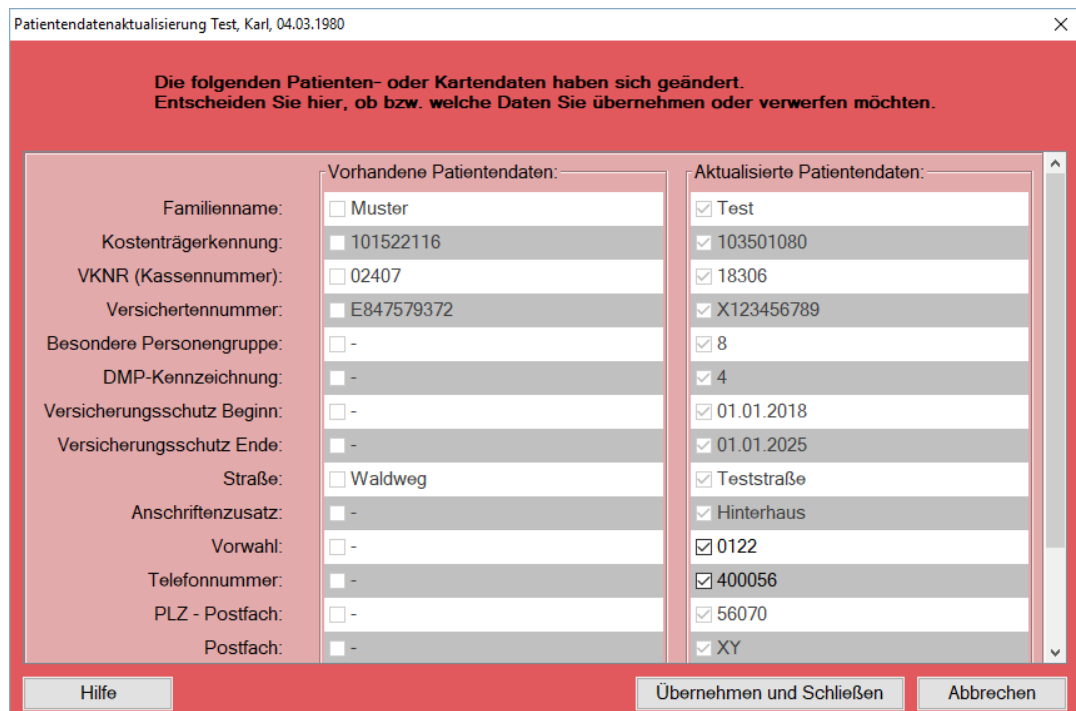 Patientendatenaktualisierung Test, Karl, 04.03.1980
Die folgenden Patienten- oder Kartendaten haben sich geändert.
Entscheiden Sie hier, ob bzw. welche Daten Sie übernehmen oder verwerfen möchten.
Vorhandene Patientendaten: Aktualisierte Patientendaten:
Familienname: Muster Test
Kostenträgerkennung: 101522116 103501080
VKNR (Kassennummer): 02407 18306
Versichertennummer: E847579372 X123456789
Besondere Personengruppe: - 8
DMP-Kennzeichnung: - 4
Versicherungsschutz Beginn: - 01.01.2018
Versicherungsschutz Ende: - 01.01.2025
Straße: Waldweg Teststraße
Anschriftenzusatz: - Hinterhaus
Vorwahl: - 0122
Telefonnummer: - 400056
PLZ - Postfach: - 56070
Postfach: - XY
Hilfe Übernehmen und Schließen Abbrechen